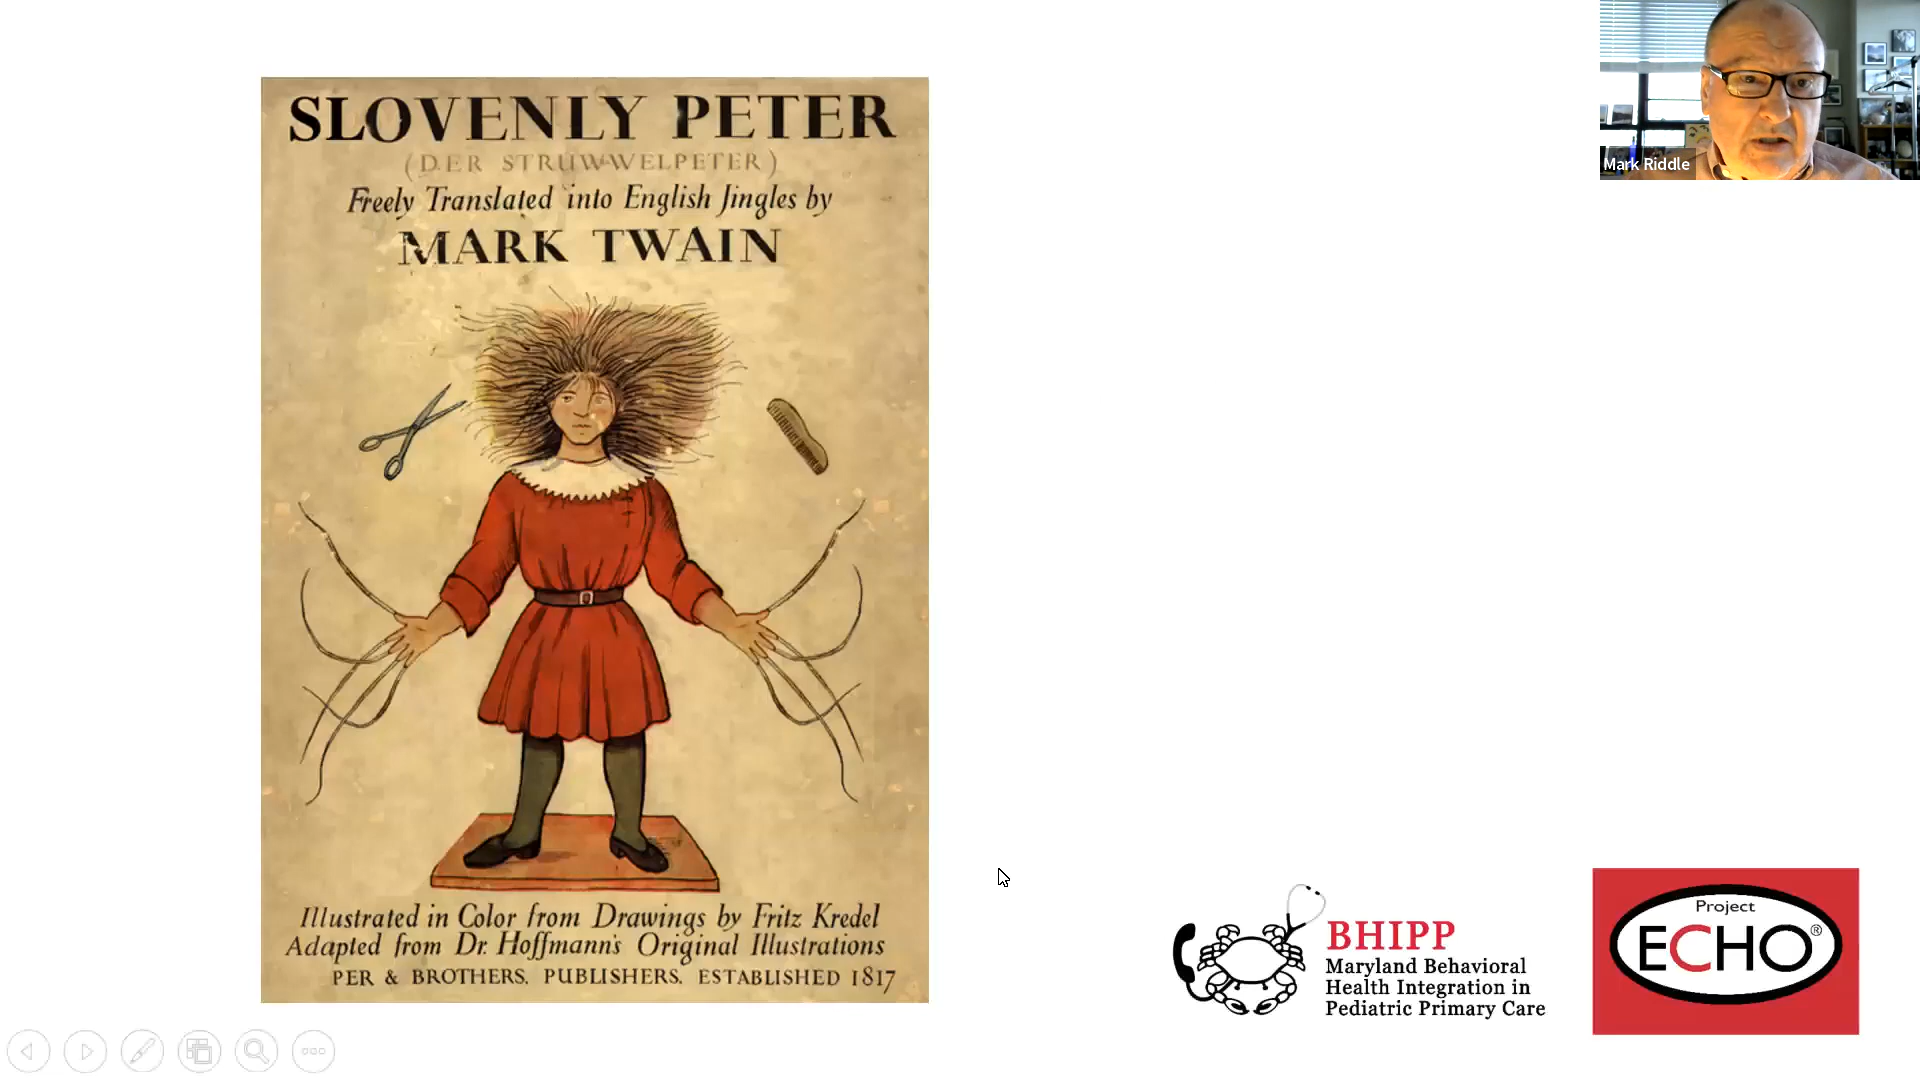 SLOVENLY PETER
(DER STRUWWELPETER)
Freely Translated into English Jingles by
MARK TWAIN
Illustrated in Color from Drawings by Fritz Kredel
Adapted from Dr. Hoffmann's Original Illustrations
PER & BROTHERS. PUBLISHERS. ESTABLISHED 1817
Mark Riddle
BHIPP
Maryland Behavioral
Health Integration in
Pediatric Primary Care
Project
ECHO®